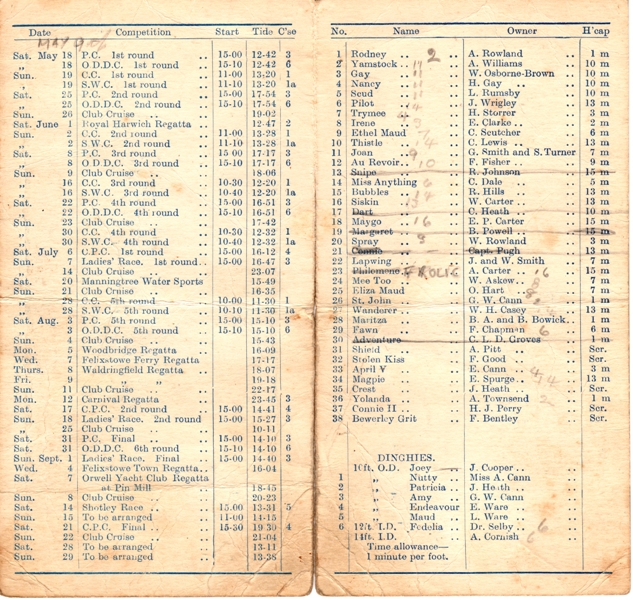 Date Competition Start Tide C'se
MAY
Sat. May 18 P.C. 1st round .. 15-00 12-42 3
„ 18 O.D.D.C. 1st round .. 15-10 12-42 6
Sun. 19 C.C. 1st round .. 11-00 13-20 1
„ 19 S.W.C. 1st round .. 11-10 13-20 1a
Sat. 25 P.C. 2nd round .. 15-00 17-54 3
„ 25 O.D.D.C. 2nd round .. 15-10 17-54 6
Sun. 26 Club Cruise .. .. 19-02
Sat. June 1 Royal Harwich Regatta .. 12-47 2
Sun. 2 C.C. 2nd round .. 11-00 13-28 1
„ 2 S.W.C. 2nd round .. 11-10 13-28 1a
Sat. 8 P.C. 3rd round .. 15-00 17-17 3
„ 8 O.D.D.C. 3rd round .. 15-10 17-17 6
Sun. 9 Club Cruise .. .. 18-06
Sun. 16 C.C. 3rd round .. 10-30 12-20 1
„ 16 S.W.C. 3rd round .. 10-40 12-20 1a
Sat. 22 P.C. 4th round .. 15-00 16-51 3
„ 22 O.D.D.C. 4th round .. 15-10 16-51 6
Sun. 23 Club Cruise .. .. 17-42
Sun. 30 C.C. 4th round .. 10-30 12-32 1
„ 30 S.W.C. 4th round .. 10-40 12-32 1a
Sat. July 6 C.P.C. 1st round .. 15-00 16-12 4
Sun. 7 Ladies' Race. 1st round .. 15-00 16-47 3
„ 14 Club Cruise .. .. 23-07
Sat. 20 Manningtree Water Sports 15-49
Sun. 21 Club Cruise .. .. 16-35
„ 28 C.C. 5th round .. 10-00 11-30 1
„ 28 S.W.C. 5th round .. 10-10 11-30 1a
Sat. Aug. 3 P.C. 5th round .. 15-00 15-10 3
„ 3 O.D.D.C. 5th round .. 15-10 15-10 6
Sun. 4 Club Cruise .. .. 15-43
Mon. 5 Woodbridge Regatta .. 16-09
Wed. 7 Felixstowe Ferry Regatta 17-17
Thurs. 8 Waldringfield Regatta .. 18-07
Fri. 9 „ „ .. 19-18
Sun. 11 Club Cruise .. .. 22-17
Mon. 12 Carnival Regatta .. 23-45 3
Sat. 17 C.P.C. 2nd round .. 15-00 14-41 4
Sun. 18 Ladies' Race. 2nd round 15-00 15-27 3
„ 25 Club Cruise .. .. 10-11
Sat. 31 P.C. Final .. .. 15-00 14-10 3
Sat. 31 O.D.D.C. 6th round .. 15-10 14-10 6
Sun. Sept. 1 Ladies' Race. Final .. 15-00 14-40 3
Wed. 4 Felixstowe Town Regatta .. 16-04
Sat. 7 Orwell Yacht Club Regatta
at Pin Mill .. 18-15
Sun. 8 Club Cruise .. .. 20-23
Sat. 14 Shotley Race .. .. 15-00 13-31 5
Sun. 15 To be arranged .. 11-00 14-15
Sat. 21 C.P.C. Final .. .. 15-30 19-30 4
Sun. 22 Club Cruise .. .. 21-04
Sat. 28 To be arranged .. 13-11
Sun. 29 To be arranged .. 13-38
No. Name Owner H'cap
1 Rodney .. 2 .. A. Rowland .. 1 m
2 Yamstock .. .. A. Williams .. 10 m
3 Gay .. .. W. Osborne-Brown .. 10 m
4 Nancy .. .. H. Gay .. .. 10 m
5 Scud .. .. L. Rumsby .. 10 m
6 Pilot .. .. J. Wrigley .. 13 m
7 Trymee .. H. Storrer .. 3 m
8 Irene .. .. E. Clarke .. 2 m
9 Ethel Maud .. C. Scutcher .. 6 m
10 Thistle .. .. C. Lewis .. .. 13 m
11 Joan .. 9 .. G. Smith and S. Turner 7 m
12 Au Revoir .. 10 .. F. Fisher .. .. 9 m
13 Snipe .. .. R. Johnson .. 15 m
14 Miss Anything 6 .. C. Dale .. .. 5 m
15 Bubbles .. .. R. Hills .. .. 4 m
16 Siskin .. .. W. Carter .. 13 m
17 Dart .. .. C. Heath .. .. 10 m
18 Maygo .. 16 .. E. P. Carter .. 15 m
19 Margaret .. .. B. Powell .. 15 m
20 Spray .. 8 .. W. Rowland .. 3 m
21 Connie .. .. Capt. Pugh .. 13 m
22 Lapwing .. .. J. and W. Smith .. 7 m
23 Philomene FROLIC A. Carter .. 16 15 m
24 Mee Too .. .. W. Askew .. 8 7 m
25 Eliza Maud .. O. Hart .. 8 7 m
26 St. John .. .. G. W. Cann .. 1 m
27 Wanderer .. .. W. H. Casey .. 13 m
28 Maritza .. .. B. A. and B. Bowick .. 1 m
29 Fawn .. .. F. Chapman .. 6 6 m
30 Adventure .. .. C. L. D. Groves .. 1 m
31 Shield .. .. A. Pitt .. .. Scr.
32 Stolen Kiss .. F. Good .. .. Scr.
33 April V .. .. E. Cann .. 4 3 m
34 Magpie .. .. E. Spurge .. 14 13 m
35 Crest .. .. J. Heath .. .. Scr.
36 Yolanda .. .. A. Townsend .. 2 1 m
37 Connie II .. .. H. J. Perry .. Scr.
38 Bewerley Grit .. F. Bentley .. Scr.
DINGHIES.
10ft. O.D. Joey .. J. Cooper .. ..
1 „ Nutty .. Miss A. Cann ..
2 „ Patricia .. J. Heath .. ..
3 „ Amy .. G. W. Cann ..
4 „ Endeavour E. Ware .. ..
5 „ Maud .. L. Ware .. ..
6 12ft. I.D. Fedelia .. Dr. Selby .. 6 ..
14ft. I.D. A. Cornish 6 ..
Time allowance—
1 minute per foot.